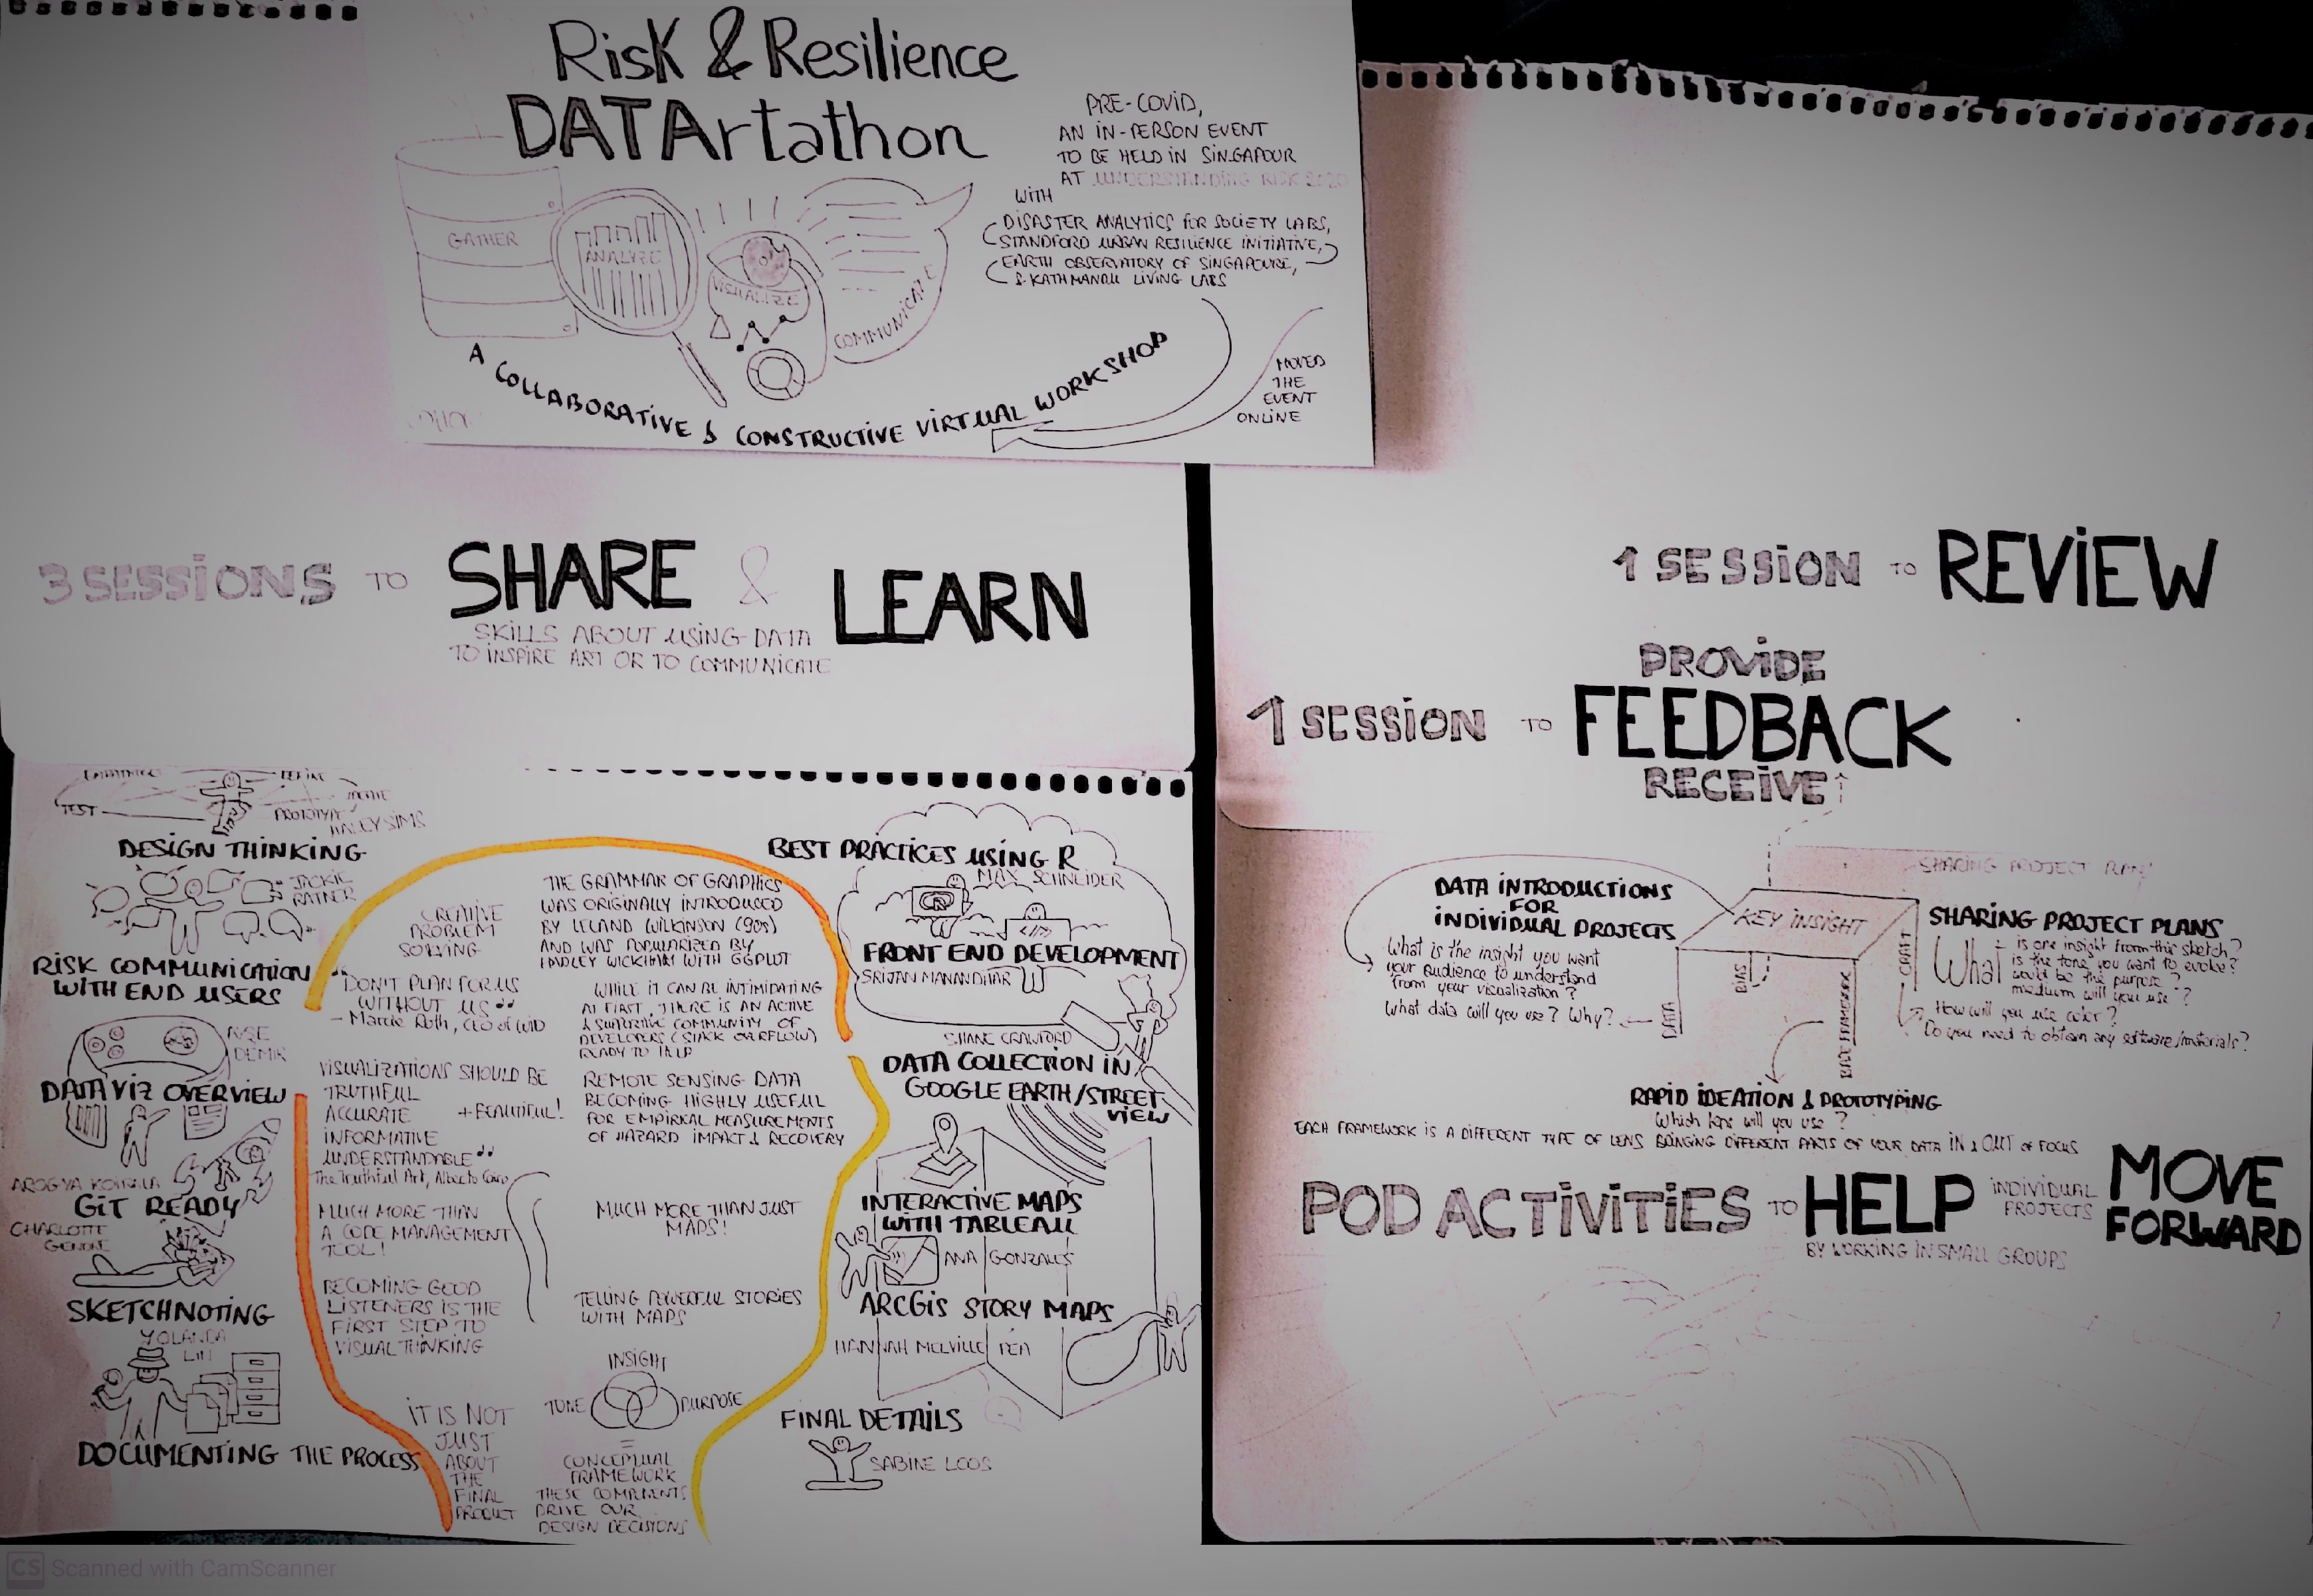 Risk & Resilience
DATArtathon
PRE-COVID,
AN IN-PERSON EVENT
TO BE HELD IN SINGAPOUR
AT UNDERSTANDING RISK 2020
WITH
DISASTER ANALYTICS FOR SOCIETY LABS,
STANDFORD URBAN RESILIENCE INITIATIVE,
EARTH OBSERVATORY OF SINGAPOURE,
& KATHMANDU LIVING LABS
GATHER
ANALYZE
VISUALIZE
COMMUNICATE
A COLLABORATIVE & CONSTRUCTIVE VIRTUAL WORKSHOP
MOVED
THE
EVENT
ONLINE
3 SESSIONS TO SHARE & LEARN
SKILLS ABOUT USING DATA
TO INSPIRE ART OR TO COMMUNICATE
TEST
PROTOTYPE
HALLY SIMS
DESIGN THINKING
JACKIE
RATNER
RISK COMMUNICATION
WITH END USERS
DEMIR
DATA VIZ OVERVIEW
AROGYA KOIRALA
GIT READY
CHARLOTTE
SKETCHNOTING
YOLANDA
LIN
DOCUMENTING THE PROCESS
CREATIVE
PROBLEM
SOLVING
"DON'T PLAN FOR US
WITHOUT US"
- Marcie Roth, CEO of WID
VISUALIZATIONS SHOULD BE
TRUTHFUL
ACCURATE + BEAUTIFUL!
INFORMATIVE
UNDERSTANDABLE"
The Truthful Art, Alberto Cairo
MUCH MORE THAN
A CODE MANAGEMENT
TOOL!
BECOMING GOOD
LISTENERS IS THE
FIRST STEP TO
VISUAL THINKING
IT IS NOT
JUST
ABOUT
THE
FINAL
PRODUCT
THE GRAMMAR OF GRAPHICS
WAS ORIGINALLY INTRODUCED
BY LELAND WILKINSON (90s)
AND WAS POPULARIZED BY
HADLEY WICKHAM WITH GGPLOT
WHILE IT CAN BE INTIMIDATING
AT FIRST, THERE IS AN ACTIVE
& SUPPORTIVE COMMUNITY OF
DEVELOPERS (STACK OVERFLOW)
READY TO HELP
REMOTE SENSING DATA
BECOMING HIGHLY USEFUL
FOR EMPIRICAL MEASUREMENTS
OF HAZARD IMPACT & RECOVERY
MUCH MORE THAN JUST
MAPS!
TELLING POWERFUL STORIES
WITH MAPS
INSIGHT
TONE PURPOSE
=
CONCEPTUAL
FRAMEWORK
THESE COMPONENTS
DRIVE OUR
DESIGN DECISIONS
BEST PRACTICES USING R
MAX SCHNEIDER
FRONT END DEVELOPMENT
SRIJAN MANANDHAR
SHANE CRAWFORD
DATA COLLECTION IN
GOOGLE EARTH/STREET
VIEW
INTERACTIVE MAPS
WITH TABLEAU
ANA GONZALES
ARCGIS STORY MAPS
HANNAH MELVILLE REA
FINAL DETAILS
SABINE LOOS
1 SESSION TO REVIEW
PROVIDE
1 SESSION TO FEEDBACK
RECEIVE
SHARING PROJECT PLAN
DATA INTRODUCTIONS
FOR
INDIVIDUAL PROJECTS
What is the insight you want
your audience to understand
from your visualization?
What data will you use? Why?
KEY INSIGHT
DATA
BIAS
CRAFT
SHARING PROJECT PLANS
What is one insight from this sketch?
is the tone you want to evoke?
would be the purpose?
medium will you use?
How will you use color?
Do you need to obtain any software/materials?
RAPID IDEATION & PROTOTYPING
Which lens will you use?
EACH FRAMEWORK IS A DIFFERENT TYPE OF LENS BRINGING DIFFERENT PARTS OF YOUR DATA IN & OUT OF FOCUS
POD ACTIVITIES TO HELP INDIVIDUAL PROJECTS MOVE FORWARD
BY WORKING IN SMALL GROUPS
CS Scanned with CamScanner